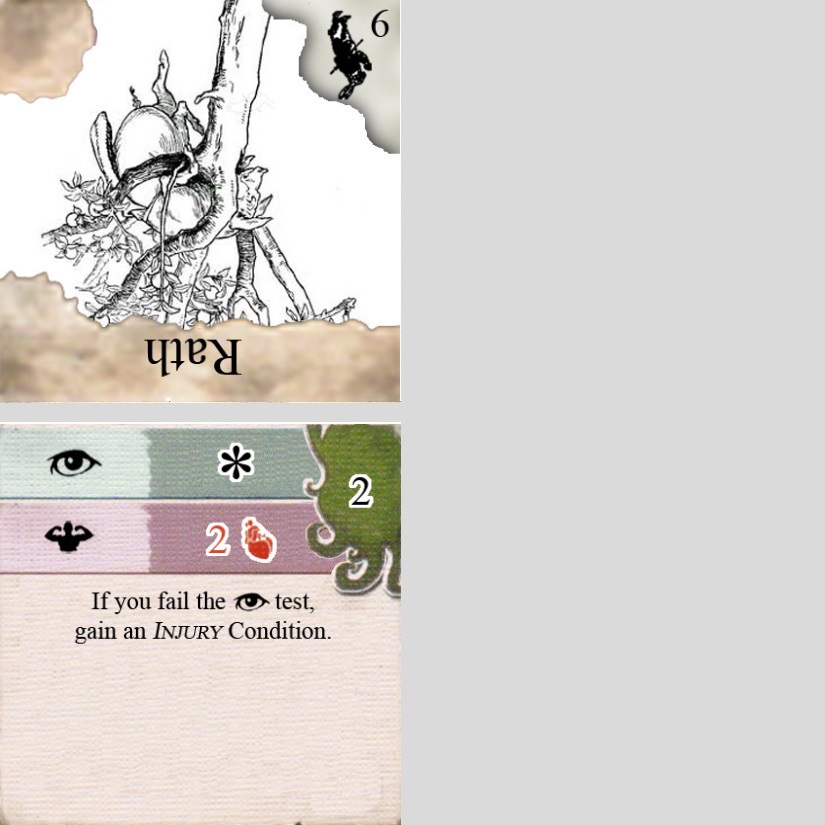 6
Rath
*
2
2
If you fail the test,
gain an INJURY Condition.